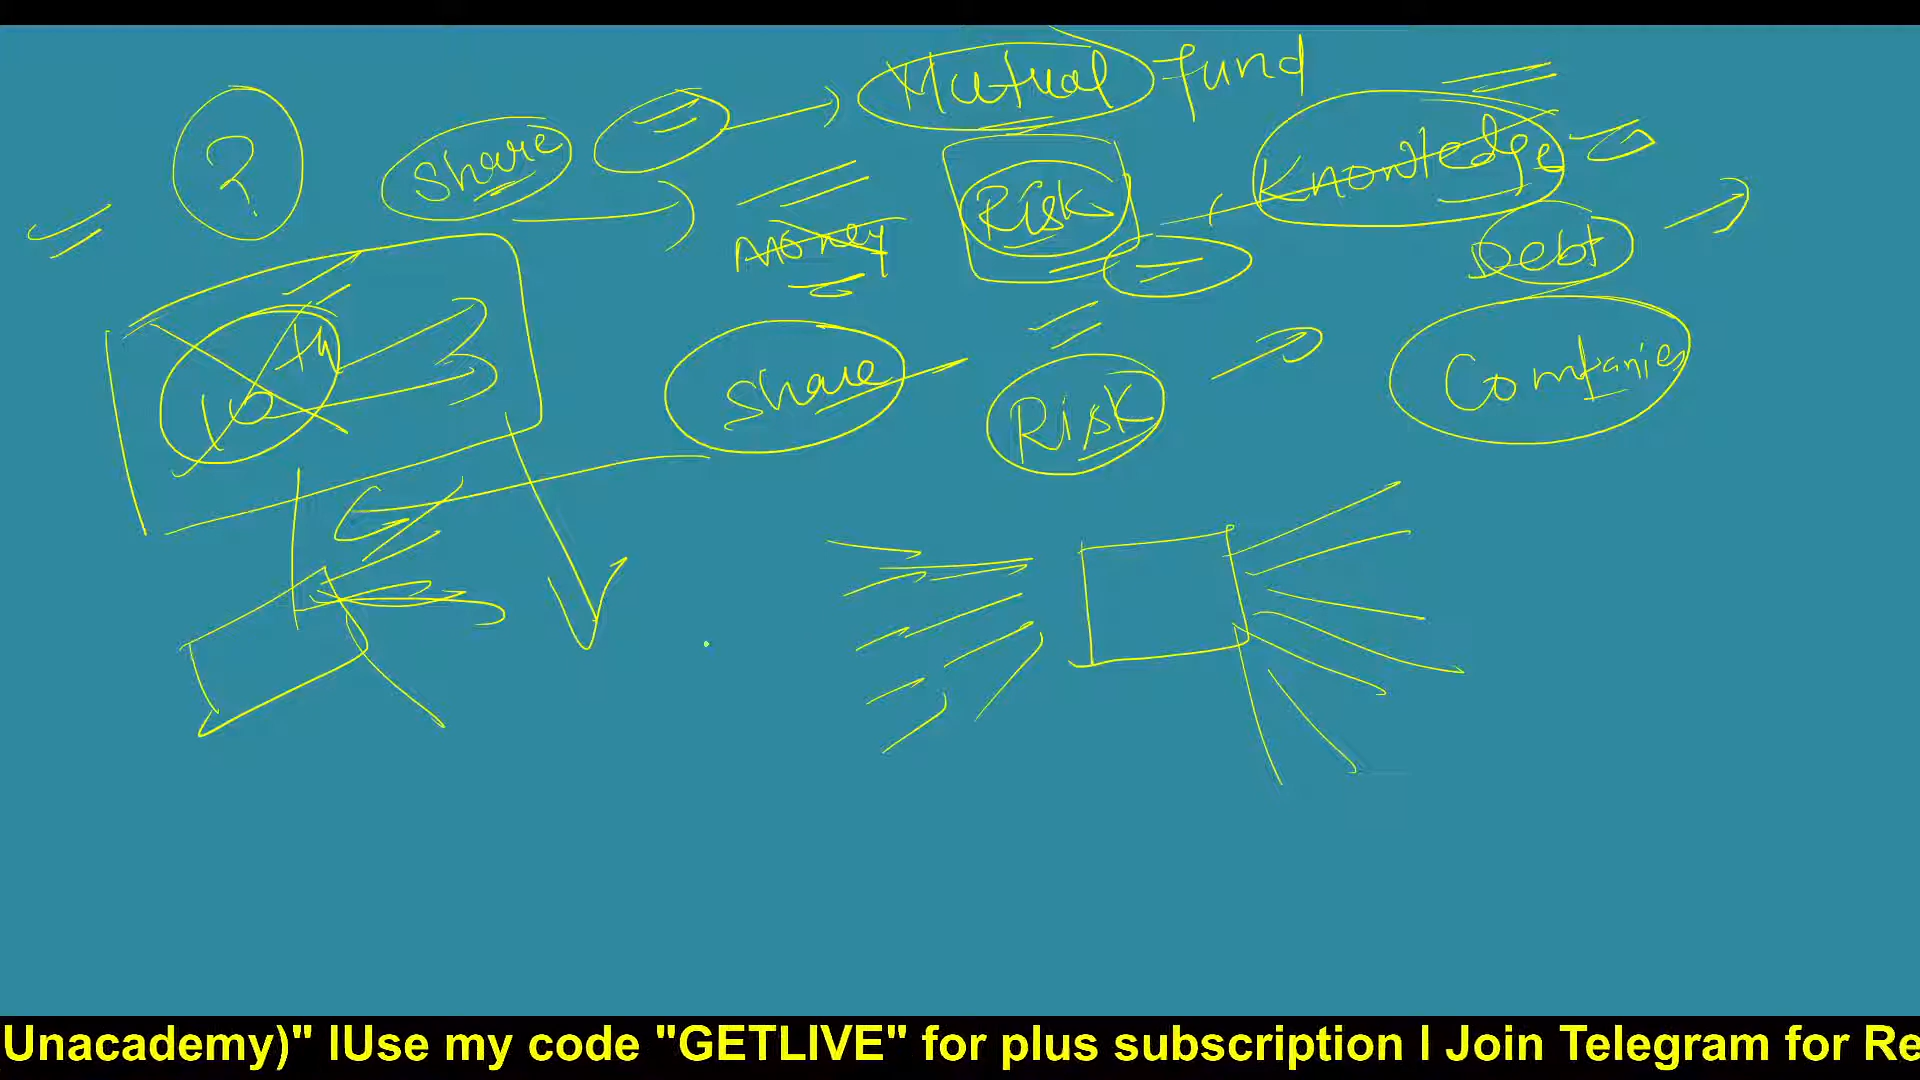 Mutual fund
?
Share
Knowledge
Risk
Money
Debt
10th
Share
Risk
Companies
Unacademy)" lUse my code "GETLIVE" for plus subscription l Join Telegram for Re